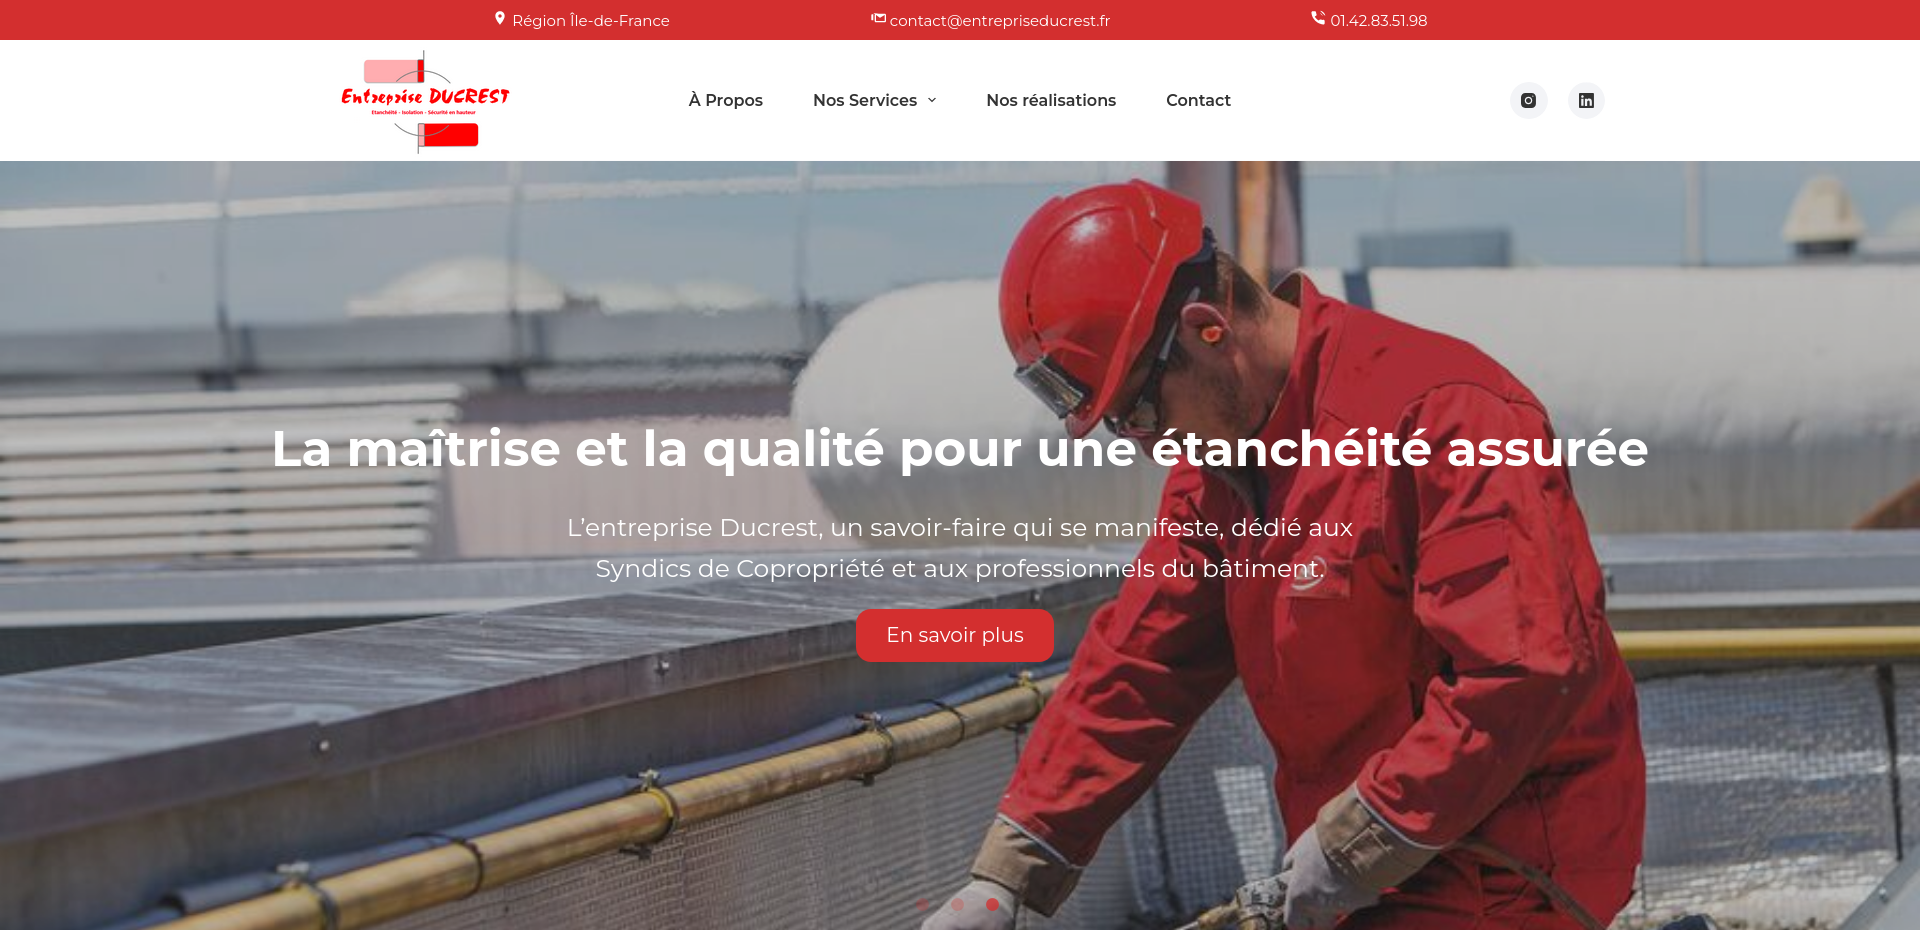 Région Île-de-France
contact@entrepriseducrest.fr
01.42.83.51.98
Entreprise DUCREST
Etanchéité - Isolation - Sécurité en hauteur
À Propos
Nos Services
Nos réalisations
Contact
La maîtrise et la qualité pour une étanchéité assurée
L’entreprise Ducrest, un savoir-faire qui se manifeste, dédié aux
Syndics de Copropriété et aux professionnels du bâtiment.
En savoir plus